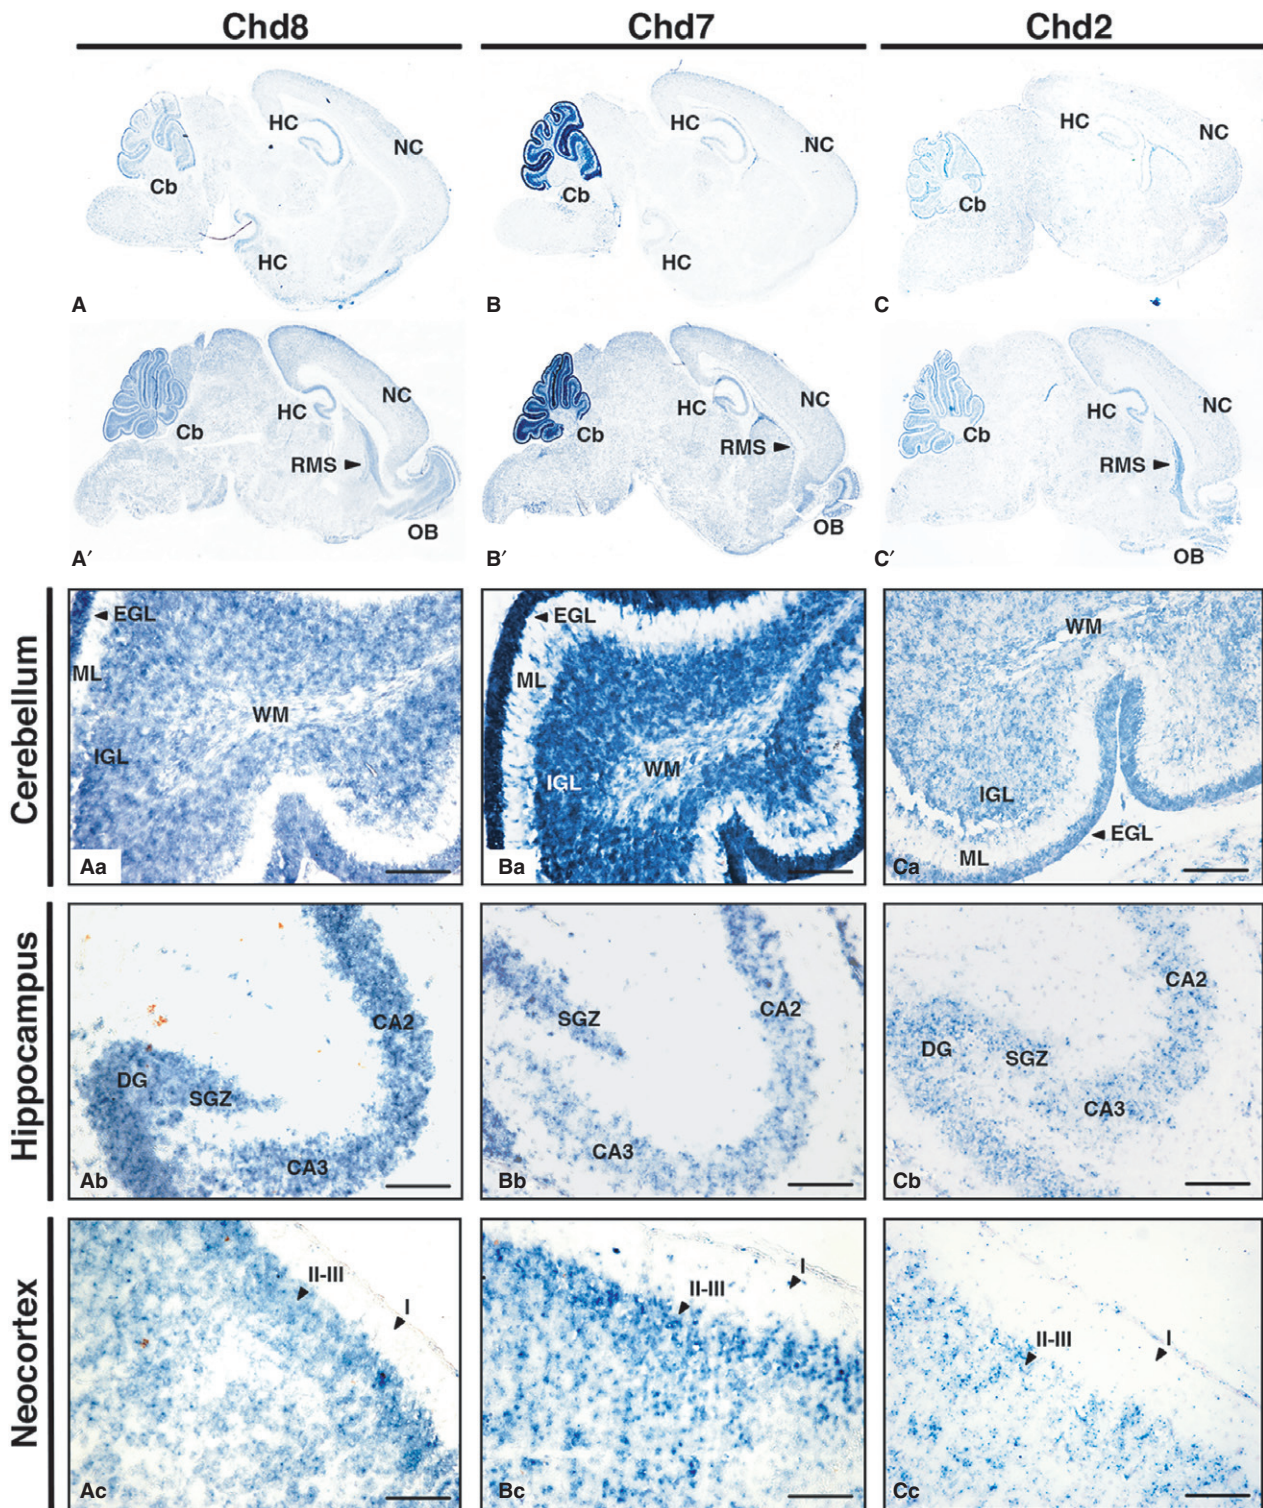 Chd8 Chd7 Chd2
HC NC Cb HC A
HC NC Cb HC B
HC NC Cb C
HC NC Cb RMS OB A′
HC NC Cb RMS OB B′
HC NC Cb RMS OB C′
Cerebellum
EGL ML WM IGL Aa
EGL ML WM IGL Ba
WM IGL EGL ML Ca
Hippocampus
CA2 DG SGZ CA3 Ab
SGZ CA2 CA3 Bb
CA2 DG SGZ CA3 Cb
Neocortex
II-III I Ac
I II-III Bc
II-III I Cc